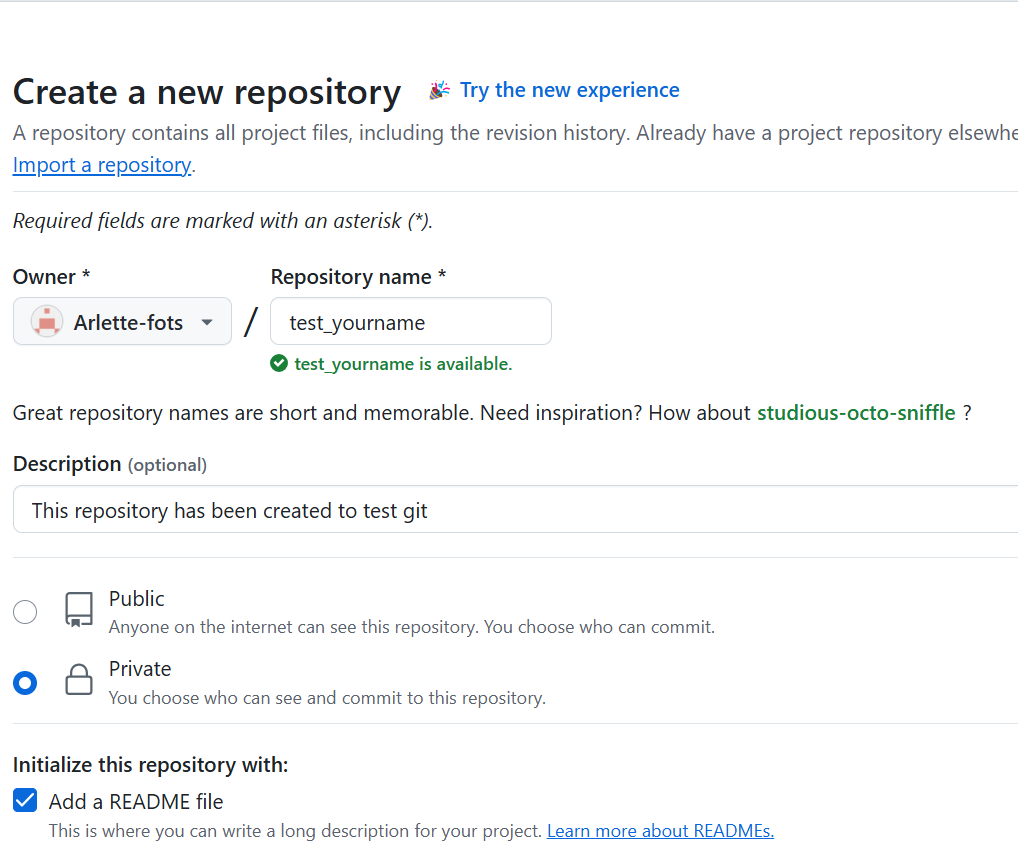 Create a new repository Try the new experience
A repository contains all project files, including the revision history. Already have a project repository
Import a repository.
Required fields are marked with an asterisk (*).
Owner * Repository name *
Arlette-fots / test_yourname
test_yourname is available.
Great repository names are short and memorable. Need inspiration? How about studious-octo-sniffle ?
Description (optional)
This repository has been created to test git
Public
Anyone on the internet can see this repository. You choose who can commit.
Private
You choose who can see and commit to this repository.
Initialize this repository with:
Add a README file
This is where you can write a long description for your project. Learn more about READMEs.